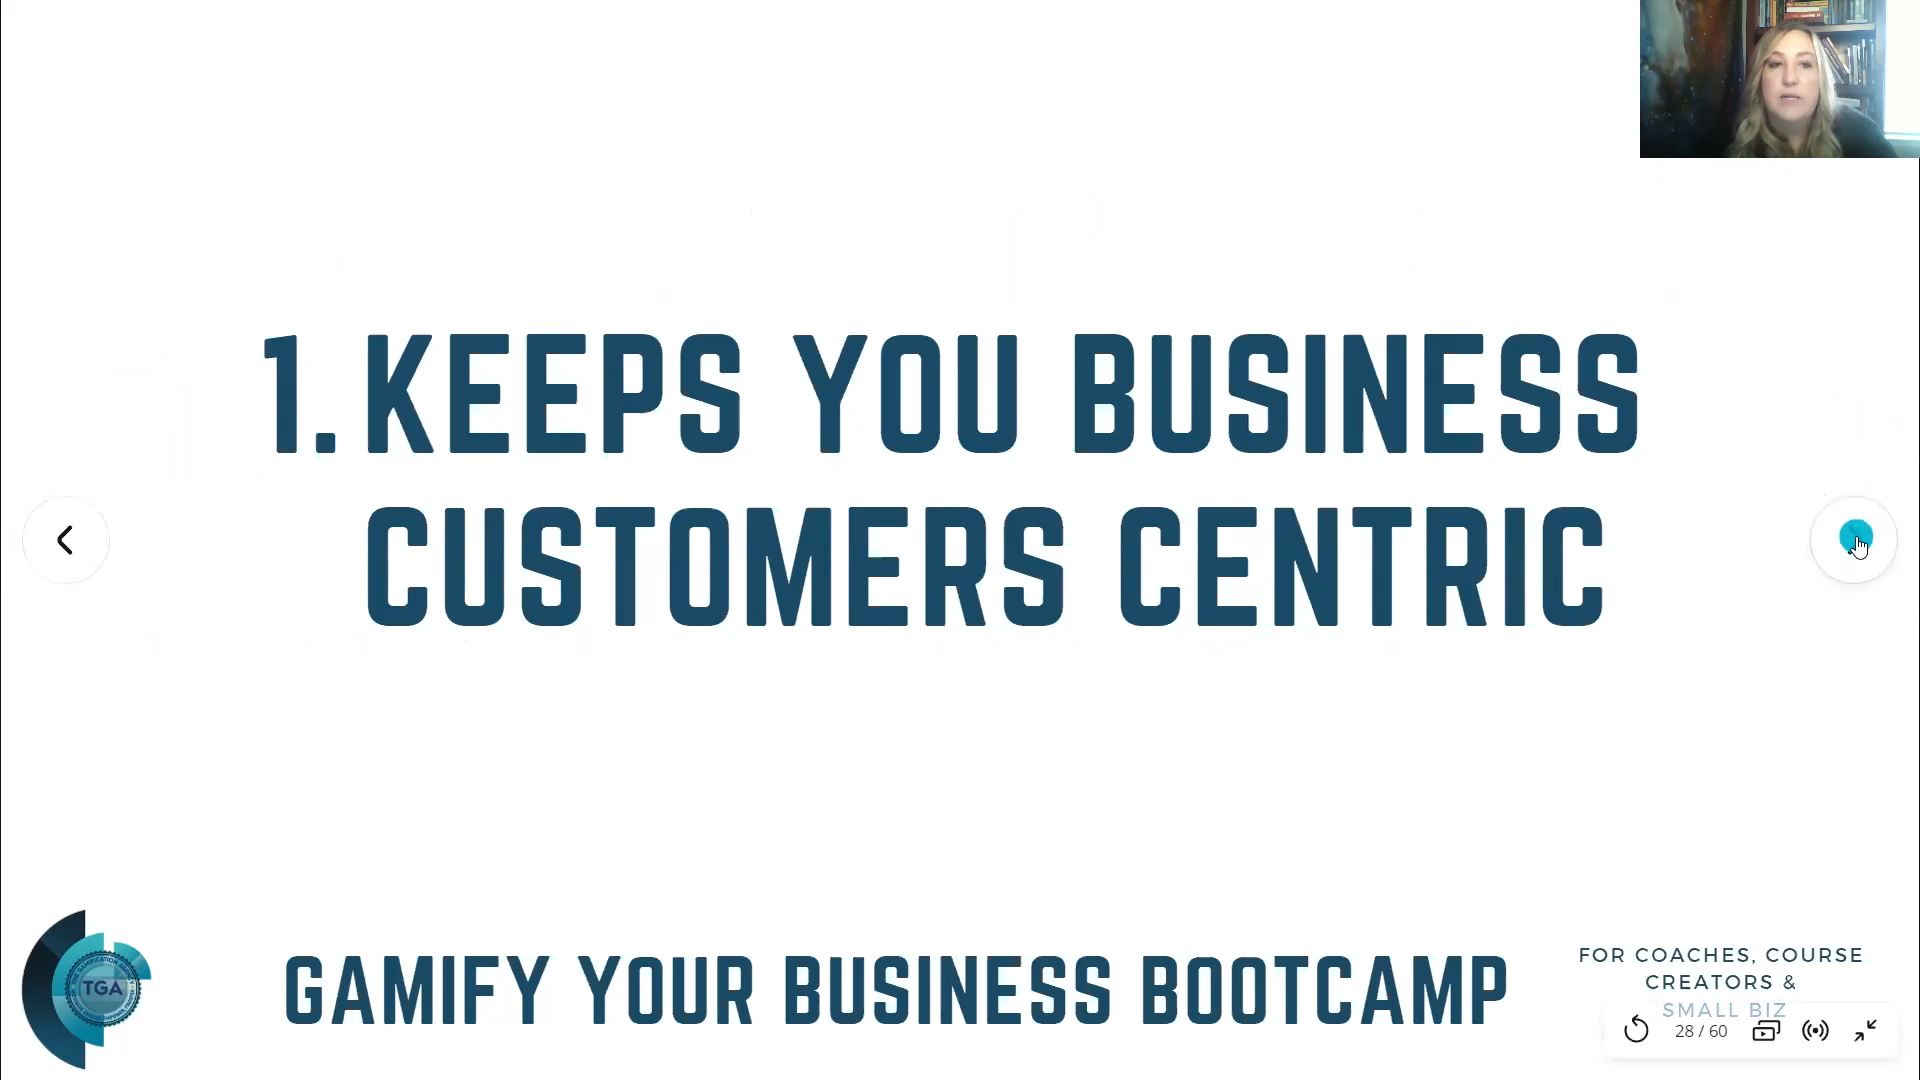 1. KEEPS YOU BUSINESS
CUSTOMERS CENTRIC
TGA
GAMIFY YOUR BUSINESS BOOTCAMP
FOR COACHES, COURSE
CREATORS &
SMALL BIZ
28 / 60